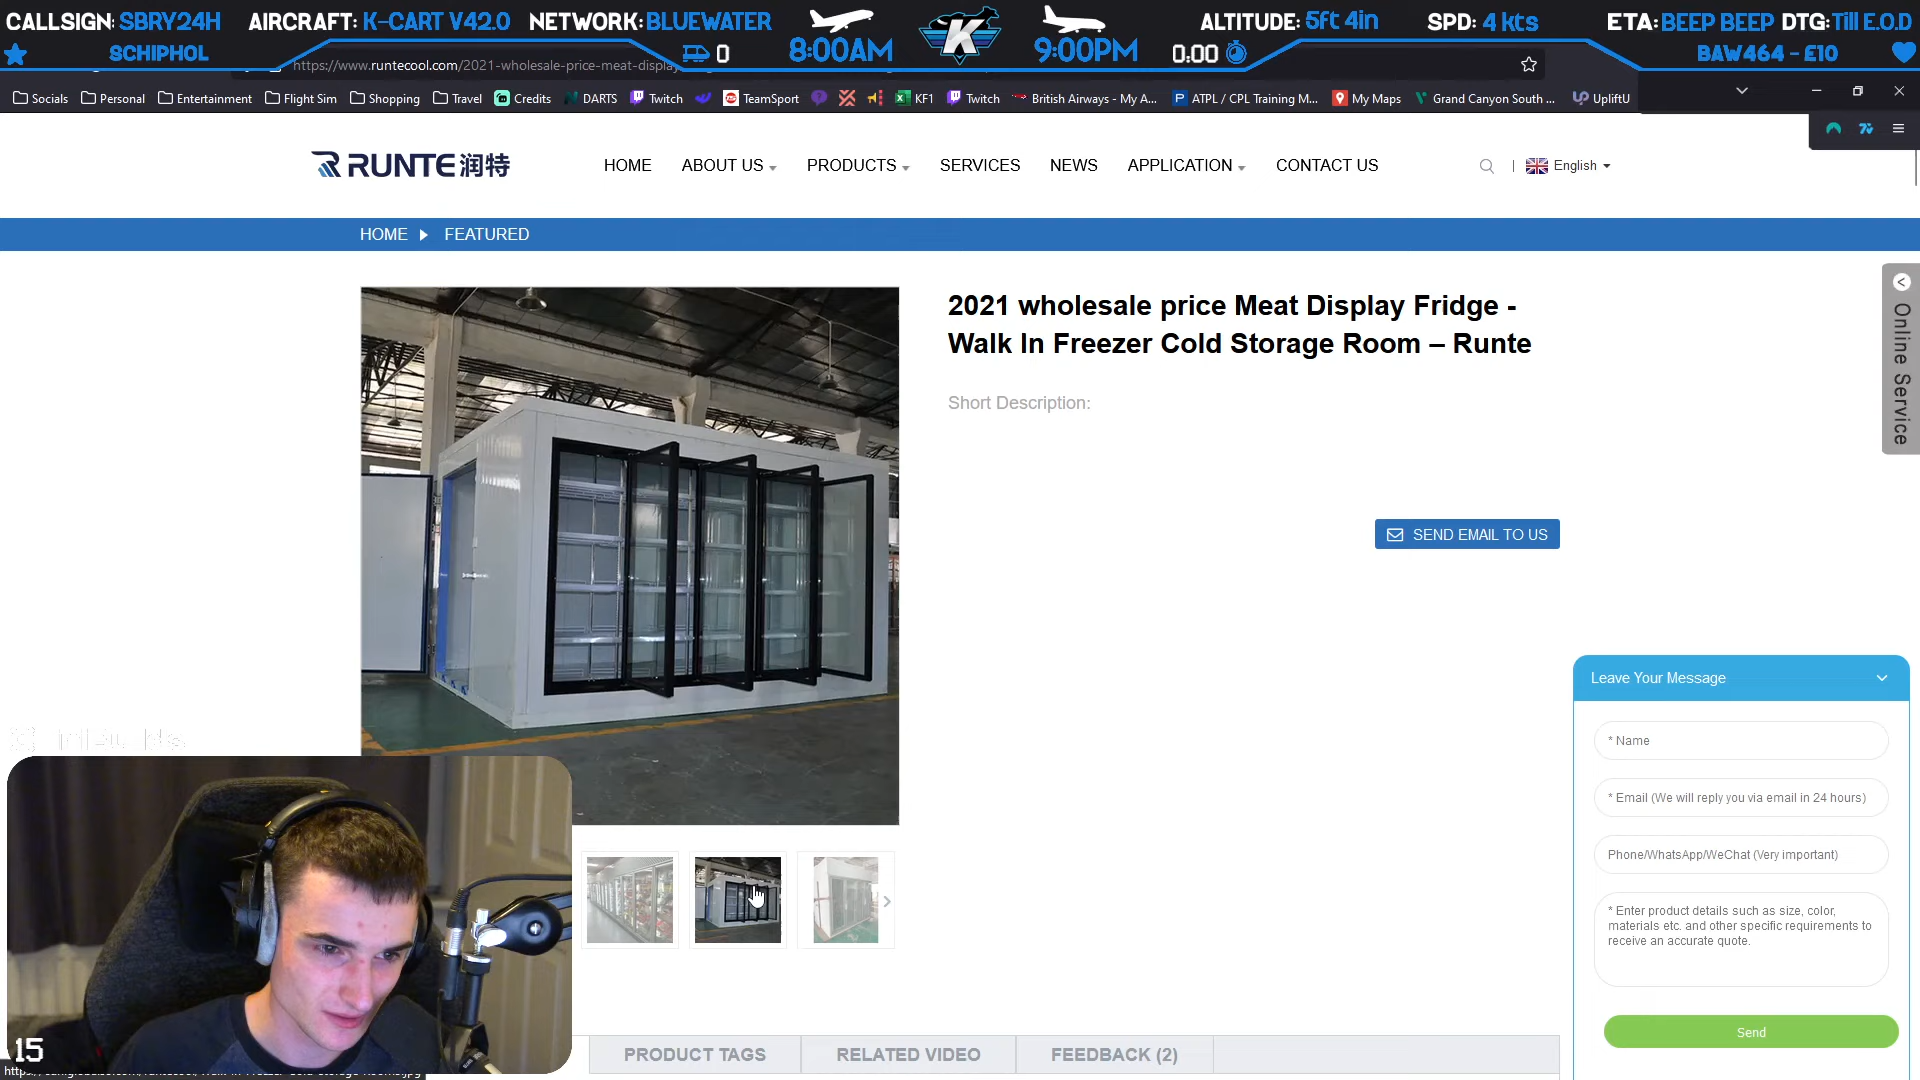 CALLSIGN: SBRY24H AIRCRAFT: K-CART V42.0 NETWORK: BLUEWATER ALTITUDE: 5ft 4in SPD: 4 kts ETA: BEEP BEEP DTG: Till E.O.D
SCHIPHOL 0 8:00AM K 9:00PM 0.00 BAW464 - £10
https://www.runtecool.com/2021-wholesale-price-meat-display
Socials Personal Entertainment Flight Sim Shopping Travel Credits DARTS Twitch TeamSport KF1 Twitch British Airways - My A... ATPL / CPL Training M... My Maps Grand Canyon South ... UpliftU
RUNTE润特 HOME ABOUT US PRODUCTS SERVICES NEWS APPLICATION CONTACT US | English
HOME FEATURED
2021 wholesale price Meat Display Fridge -
Walk In Freezer Cold Storage Room – Runte
Short Description:
Online Service
SEND EMAIL TO US
Leave Your Message
* Name
* Email (We will reply you via email in 24 hours)
Phone/WhatsApp/WeChat (Very important)
* Enter product details such as size, color,
materials etc. and other specific requirements to
receive an accurate quote.
Send
15
PRODUCT TAGS RELATED VIDEO FEEDBACK (2)